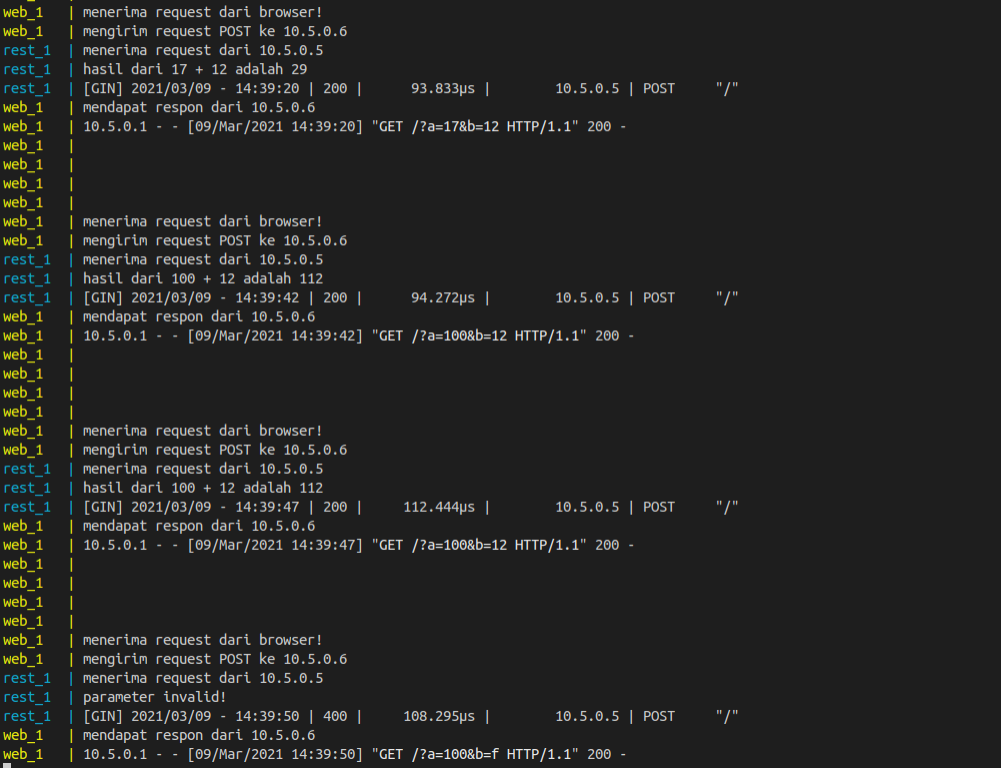 web_1   | menerima request dari browser!
web_1   | mengirim request POST ke 10.5.0.6
rest_1  | menerima request dari 10.5.0.5
rest_1  | hasil dari 17 + 12 adalah 29
rest_1  | [GIN] 2021/03/09 - 14:39:20 | 200 |      93.833µs |        10.5.0.5 | POST     "/"
web_1   | mendapat respon dari 10.5.0.6
web_1   | 10.5.0.1 - - [09/Mar/2021 14:39:20] "GET /?a=17&b=12 HTTP/1.1" 200 -
web_1   |
web_1   |
web_1   |
web_1   |
web_1   | menerima request dari browser!
web_1   | mengirim request POST ke 10.5.0.6
rest_1  | menerima request dari 10.5.0.5
rest_1  | hasil dari 100 + 12 adalah 112
rest_1  | [GIN] 2021/03/09 - 14:39:42 | 200 |      94.272µs |        10.5.0.5 | POST     "/"
web_1   | mendapat respon dari 10.5.0.6
web_1   | 10.5.0.1 - - [09/Mar/2021 14:39:42] "GET /?a=100&b=12 HTTP/1.1" 200 -
web_1   |
web_1   |
web_1   |
web_1   |
web_1   | menerima request dari browser!
web_1   | mengirim request POST ke 10.5.0.6
rest_1  | menerima request dari 10.5.0.5
rest_1  | hasil dari 100 + 12 adalah 112
rest_1  | [GIN] 2021/03/09 - 14:39:47 | 200 |     112.444µs |        10.5.0.5 | POST     "/"
web_1   | mendapat respon dari 10.5.0.6
web_1   | 10.5.0.1 - - [09/Mar/2021 14:39:47] "GET /?a=100&b=12 HTTP/1.1" 200 -
web_1   |
web_1   |
web_1   |
web_1   |
web_1   | menerima request dari browser!
web_1   | mengirim request POST ke 10.5.0.6
rest_1  | menerima request dari 10.5.0.5
rest_1  | parameter invalid!
rest_1  | [GIN] 2021/03/09 - 14:39:50 | 400 |     108.295µs |        10.5.0.5 | POST     "/"
web_1   | mendapat respon dari 10.5.0.6
web_1   | 10.5.0.1 - - [09/Mar/2021 14:39:50] "GET /?a=100&b=f HTTP/1.1" 200 -